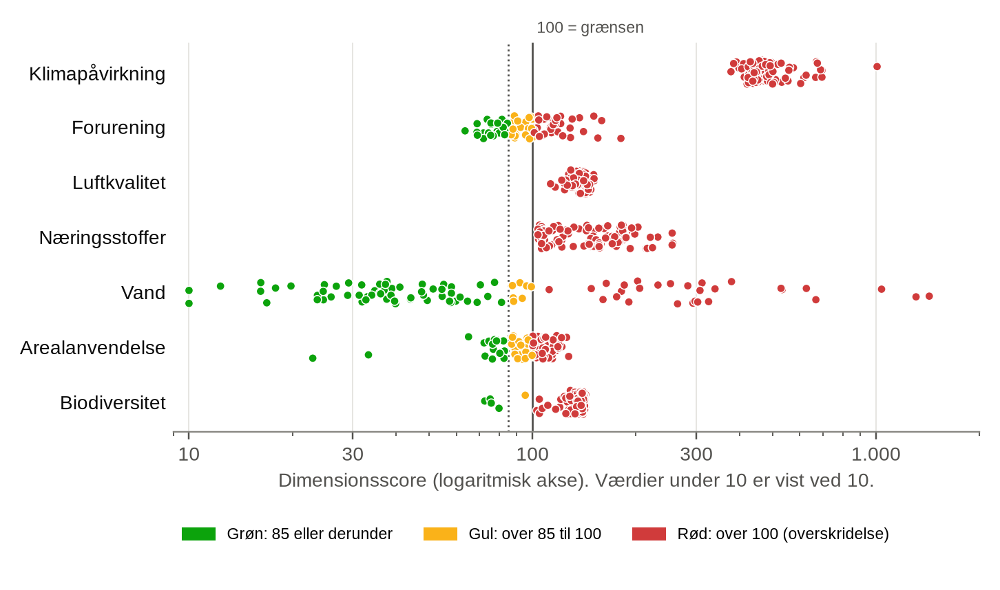 100 = grænsen
Klimapåvirkning
Forurening
Luftkvalitet
Næringsstoffer
Vand
Arealanvendelse
Biodiversitet
10 30 100 300 1.000
Dimensionsscore (logaritmisk akse). Værdier under 10 er vist ved 10.
Grøn: 85 eller derunder Gul: over 85 til 100 Rød: over 100 (overskridelse)